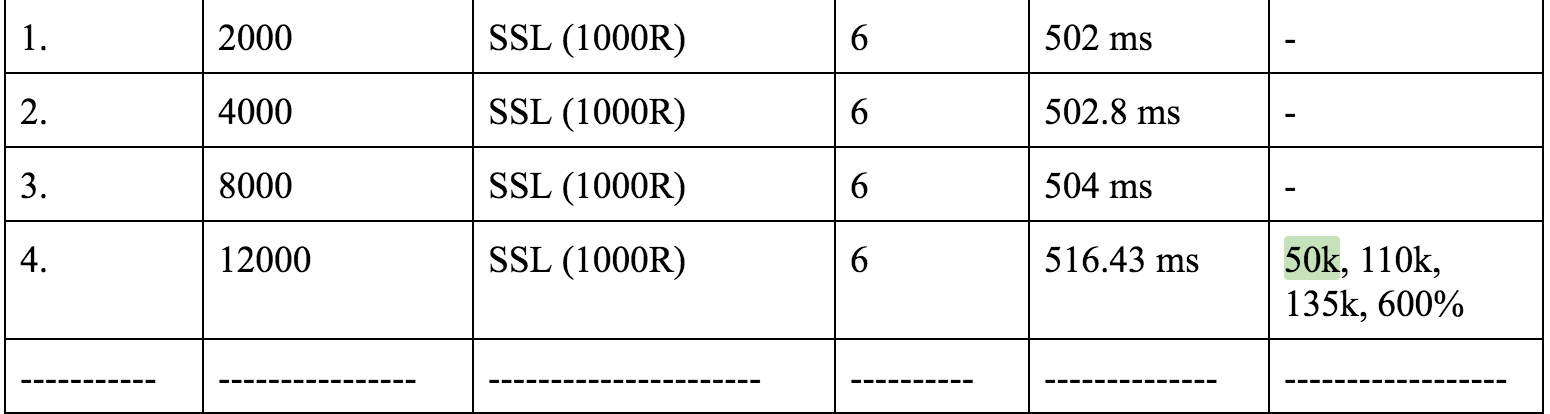 1. 2000 SSL (1000R) 6 502 ms -
2. 4000 SSL (1000R) 6 502.8 ms -
3. 8000 SSL (1000R) 6 504 ms -
4. 12000 SSL (1000R) 6 516.43 ms 50k, 110k,
135k, 600%
----------- ---------------- ---------------------- ---------- -------------- ------------------